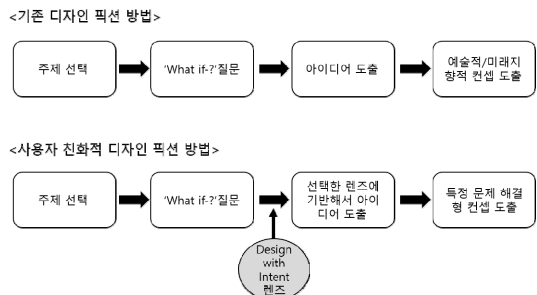 <기존 디자인 픽션 방법>
주제 선택
'What if-?'질문
아이디어 도출
예술적/미래지
향적 컨셉 도출
<사용자 친화적 디자인 픽션 방법>
주제 선택
'What if-?'질문
선택한 렌즈에
기반해서 아이
디어 도출
특정 문제 해결
형 컨셉 도출
Design
with
Intent
렌즈